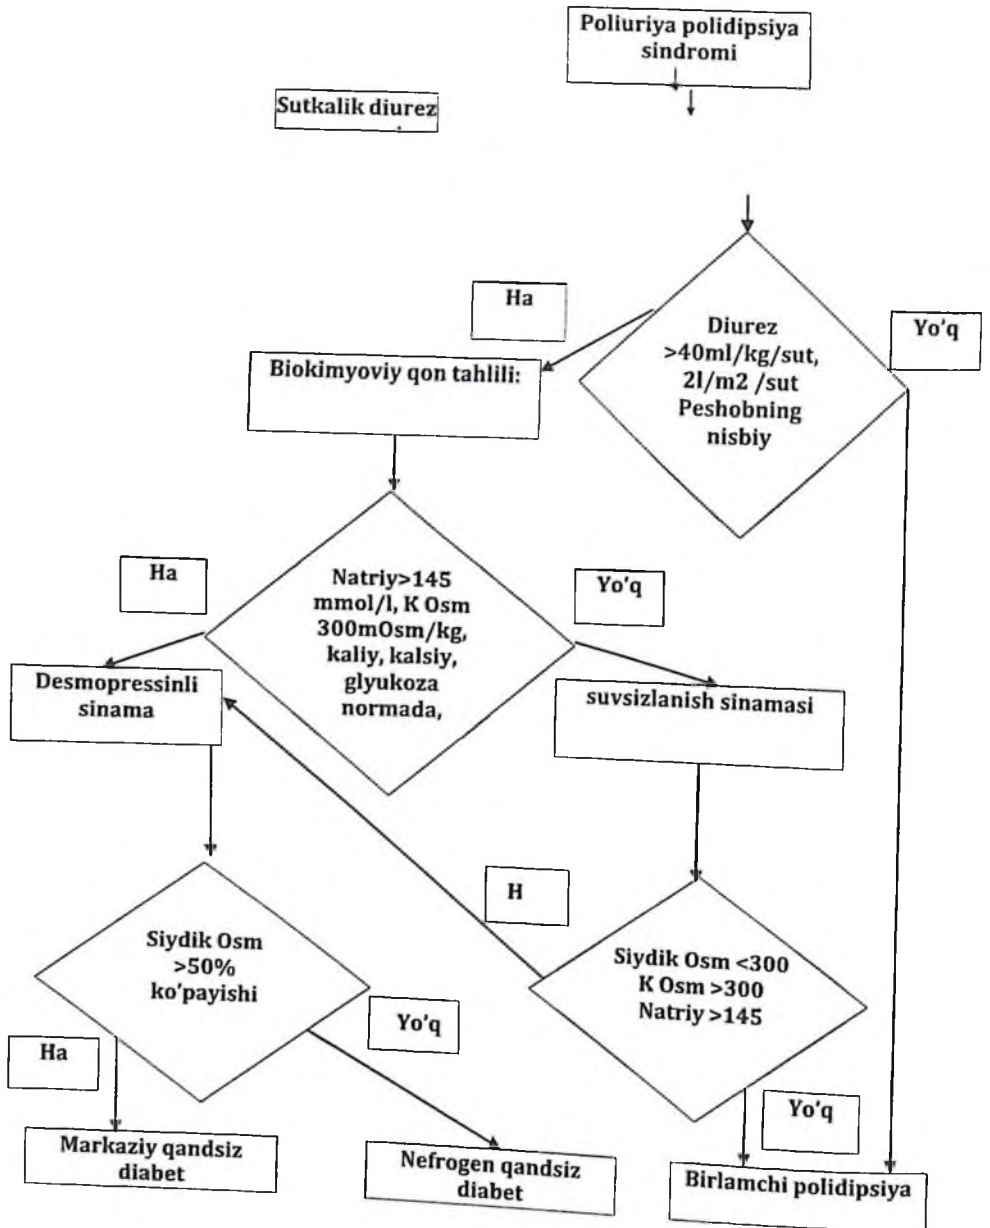 Poliuriya polidipsiya
sindromi
Sutkalik diurez
Ha
Diurez
>40ml/kg/sut,
2l/m2 /sut
Peshobning
nisbiy
Yo'q
Biokimyoviy qon tahlili:
Ha
Natriy>145
mmol/l, K Osm
300mOsm/kg,
kaliy, kalsiy,
glyukoza
normada,
Yo'q
Desmopressinli
sinama
suvsizlanish sinamasi
H
Siydik Osm
>50%
ko'payishi
Siydik Osm <300
K Osm >300
Natriy >145
Ha
Yo'q
Yo'q
Markaziy qandsiz
diabet
Nefrogen qandsiz
diabet
Birlamchi polidipsiya